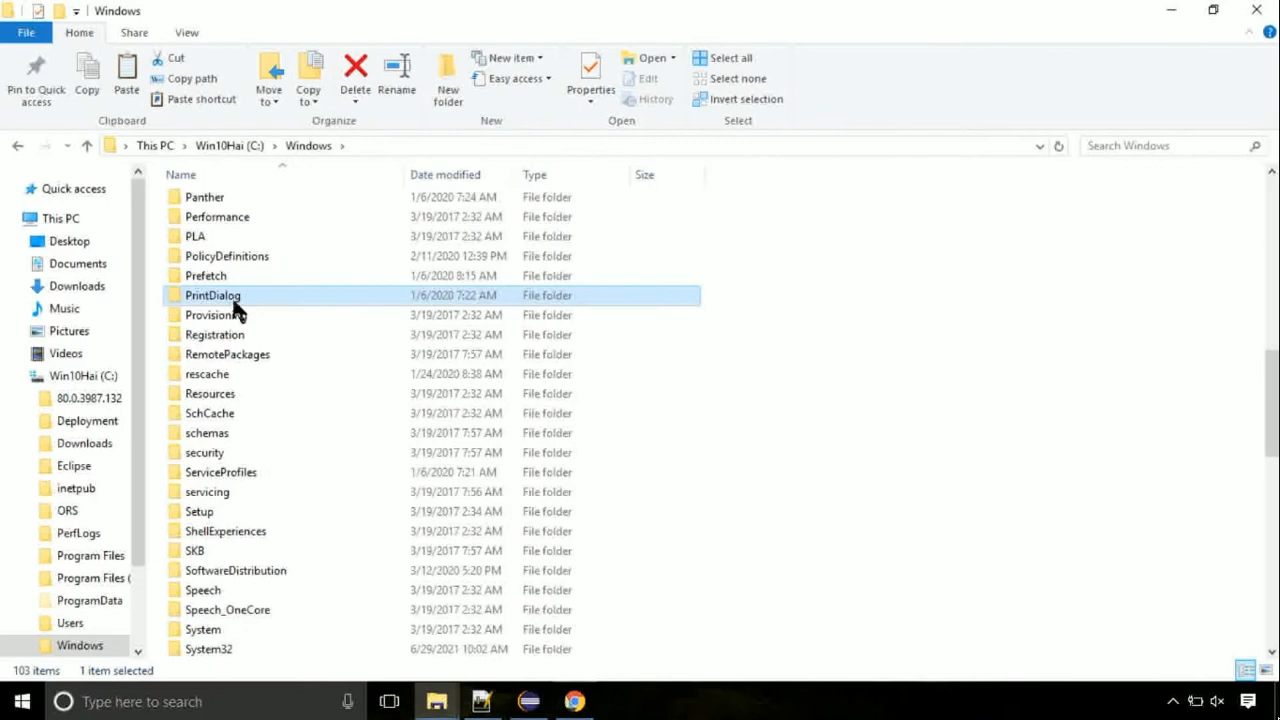 Windows
File Home Share View
Pin to Quick access
Copy
Paste
Cut
Copy path
Paste shortcut
Clipboard
Move to
Copy to
Delete
Rename
Organize
New folder
New item
Easy access
New
Properties
Open
Edit
History
Open
Select all
Select none
Invert selection
Select
This PC Win10Hai (C:) Windows
Search Windows
Quick access
This PC
Desktop
Documents
Downloads
Music
Pictures
Videos
Win10Hai (C:)
80.0.3987.132
Deployment
Downloads
Eclipse
inetpub
ORS
PerfLogs
Program Files
Program Files (
ProgramData
Users
Windows
Name Date modified Type Size
Panther 1/6/2020 7:24 AM File folder
Performance 3/19/2017 2:32 AM File folder
PLA 3/19/2017 2:32 AM File folder
PolicyDefinitions 2/11/2020 12:39 PM File folder
Prefetch 1/6/2020 8:15 AM File folder
PrintDialog 1/6/2020 7:22 AM File folder
3/19/2017 2:32 AM File folder
Registration 3/19/2017 2:32 AM File folder
RemotePackages 3/19/2017 7:57 AM File folder
rescache 1/24/2020 8:38 AM File folder
Resources 3/19/2017 2:32 AM File folder
SchCache 3/19/2017 2:32 AM File folder
schemas 3/19/2017 7:57 AM File folder
security 3/19/2017 7:57 AM File folder
ServiceProfiles 1/6/2020 7:21 AM File folder
servicing 3/19/2017 7:56 AM File folder
Setup 3/19/2017 2:34 AM File folder
ShellExperiences 3/19/2017 2:32 AM File folder
SKB 3/19/2017 7:57 AM File folder
SoftwareDistribution 3/12/2020 5:20 PM File folder
Speech 3/19/2017 2:32 AM File folder
Speech_OneCore 3/19/2017 2:32 AM File folder
System 3/19/2017 2:32 AM File folder
System32 6/29/2021 10:02 AM File folder
103 items 1 item selected
Type here to search